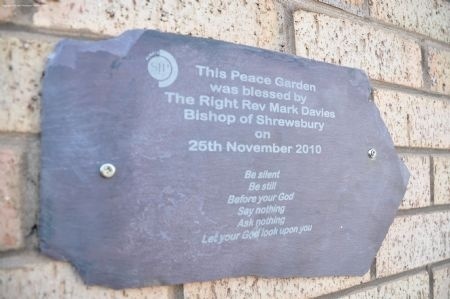 This Peace Garden
was blessed by
The Right Rev Mark Davies
Bishop of Shrewsbury
on
25th November 2010
Be silent
Be still
Before your God
Say nothing
Ask nothing
Let your God look upon you